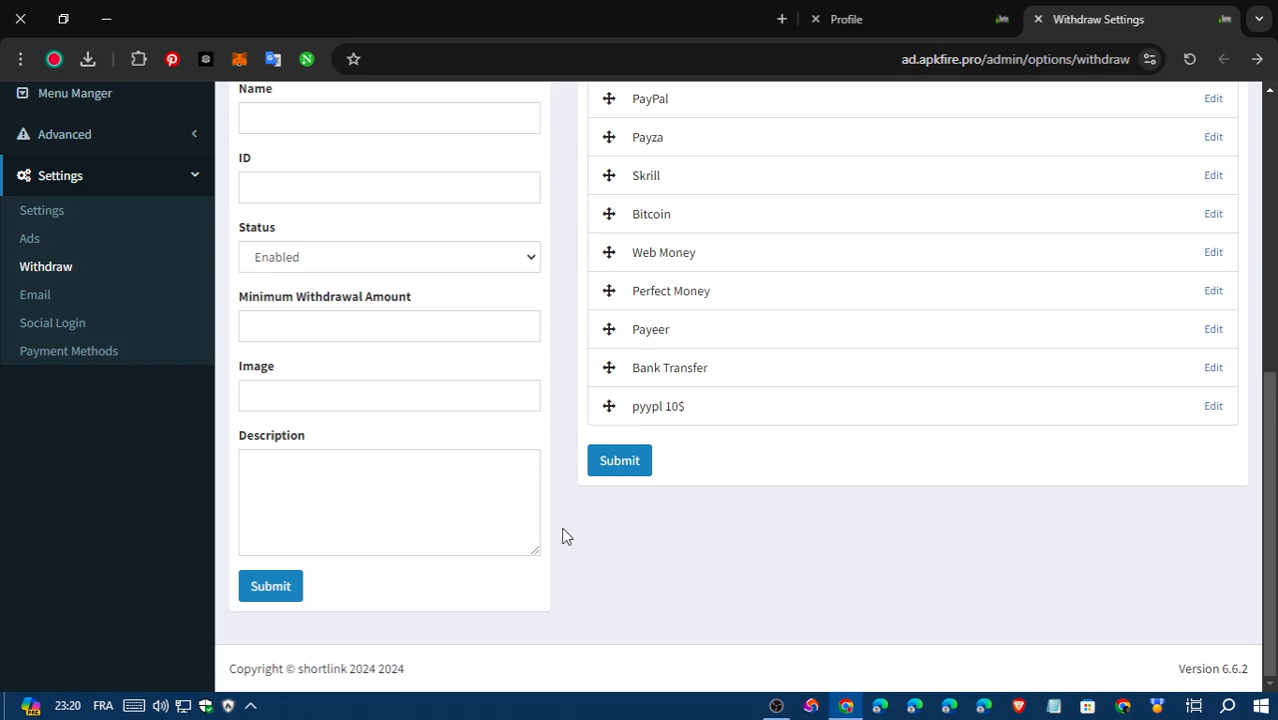 Profile
Withdraw Settings
ad.apkfire.pro/admin/options/withdraw
Menu Manger
Advanced
Settings
Settings
Ads
Withdraw
Email
Social Login
Payment Methods
Name
ID
Status
Enabled
Minimum Withdrawal Amount
Image
Description
Submit
PayPal Edit
Payza Edit
Skrill Edit
Bitcoin Edit
Web Money Edit
Perfect Money Edit
Payeer Edit
Bank Transfer Edit
pyypl 10$ Edit
Submit
Copyright © shortlink 2024 2024
Version 6.6.2
23:20 FRA